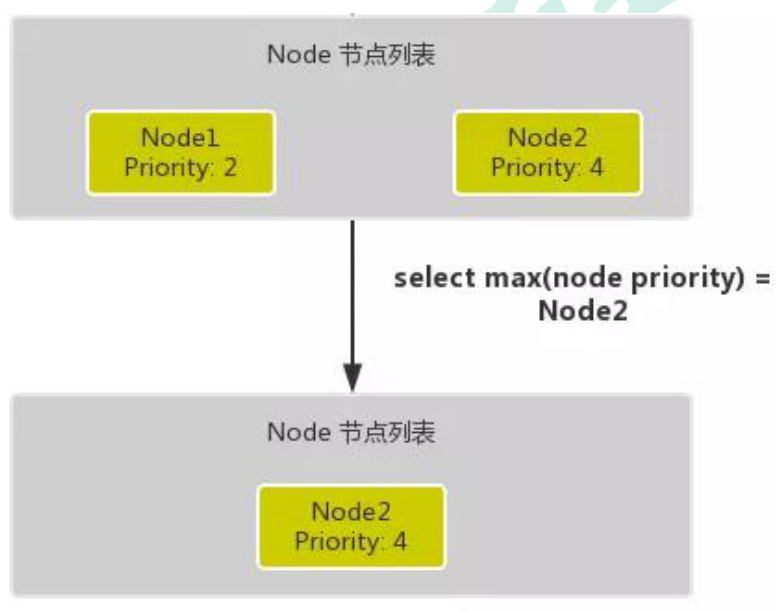 Node 节点列表
Node1
Priority: 2
Node2
Priority: 4
select max(node priority) =
Node2
Node 节点列表
Node2
Priority: 4